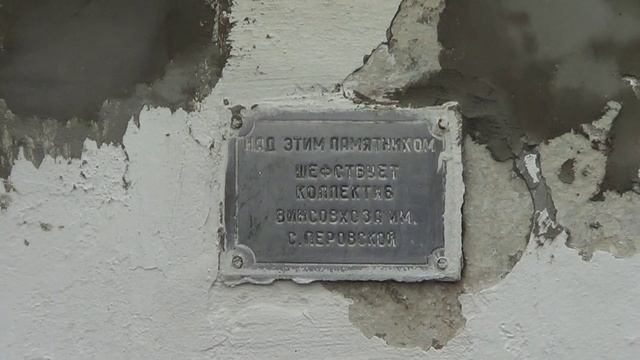 НАД ЭТИМ ПАМЯТНИКОМ
ШЕФСТВУЕТ
КОЛЛЕКТИВ
ВИНСОВХОЗА ИМ.
С. ПЕРОВСКОЙ